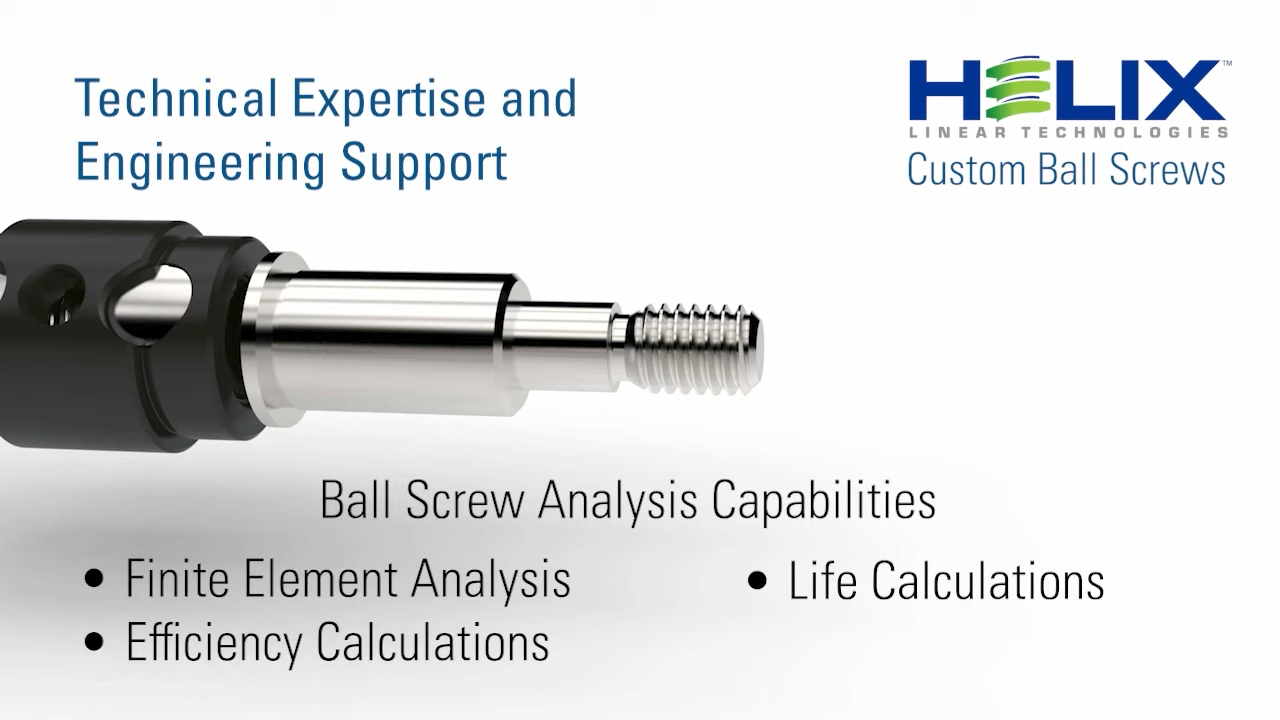 Technical Expertise and
Engineering Support
HELIX™
LINEAR TECHNOLOGIES
Custom Ball Screws
Ball Screw Analysis Capabilities
• Finite Element Analysis
• Efficiency Calculations
• Life Calculations